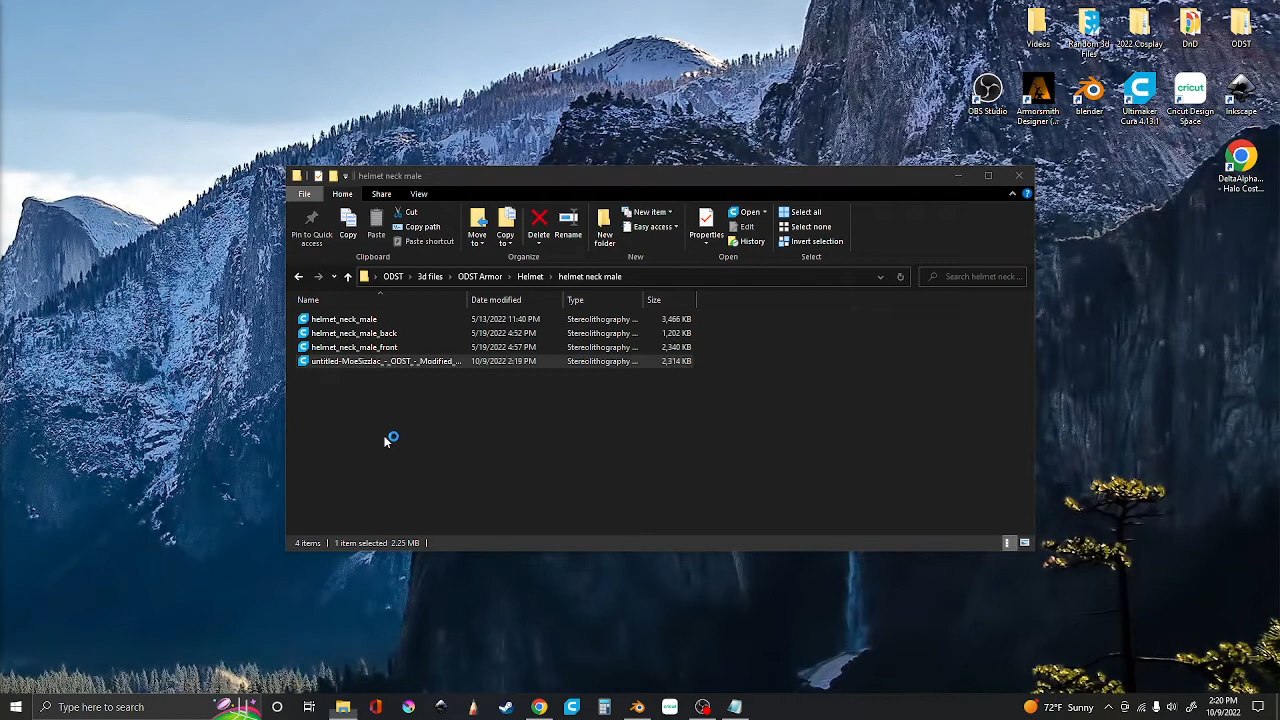 Videos
Random 3d Files
2022 Cosplay
DnD
ODST
OBS Studio
Armorsmith Designer (...
blender
Ultimaker Cura 4.13.1
Cricut Design Space
Inkscape
cricut
DeltaAlpha... - Halo Cost...
helmet neck male
File
Home
Share
View
Pin to Quick access
Copy
Paste
Cut
Copy path
Paste shortcut
Move to
Copy to
Delete
Rename
New folder
New item
Easy access
Properties
Open
Edit
History
Select all
Select none
Invert selection
Clipboard
Organize
New
Open
Select
ODST > 3d files > ODST Armor > Helmet > helmet neck male
Search helmet neck ...
Name Date modified Type Size
helmet_neck_male 5/13/2022 11:40 PM Stereolithography ... 3,466 KB
helmet_neck_male_back 5/19/2022 4:52 PM Stereolithography ... 1,202 KB
helmet_neck_male_front 5/19/2022 4:57 PM Stereolithography ... 2,340 KB
untitled-MoeSizzlac_-_ODST_-_Modified_... 10/9/2022 2:19 PM Stereolithography ... 2,314 KB
4 items 1 item selected 2.25 MB
Type here to search
cricut
72°F Sunny
2:20 PM
10/9/2022